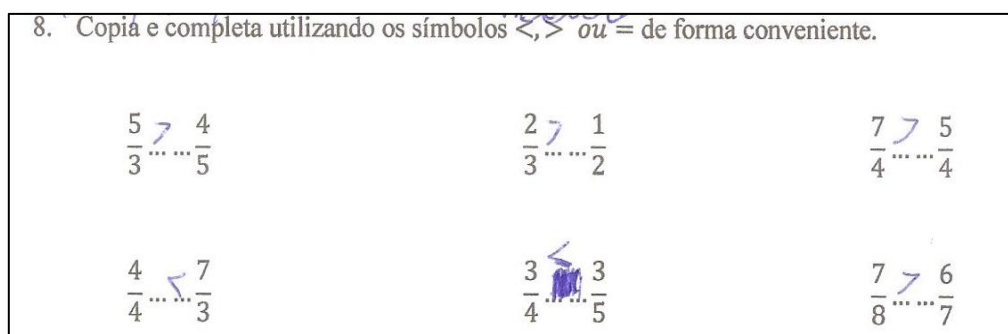 8. Copia e completa utilizando os símbolos <, > ou = de forma conveniente.
5/3 ... > ... 4/5    2/3 ... > ... 1/2    7/4 ... > ... 5/4
4/4 ... < ... 7/3    3/4 ... < ... 3/5    7/8 ... > ... 6/7